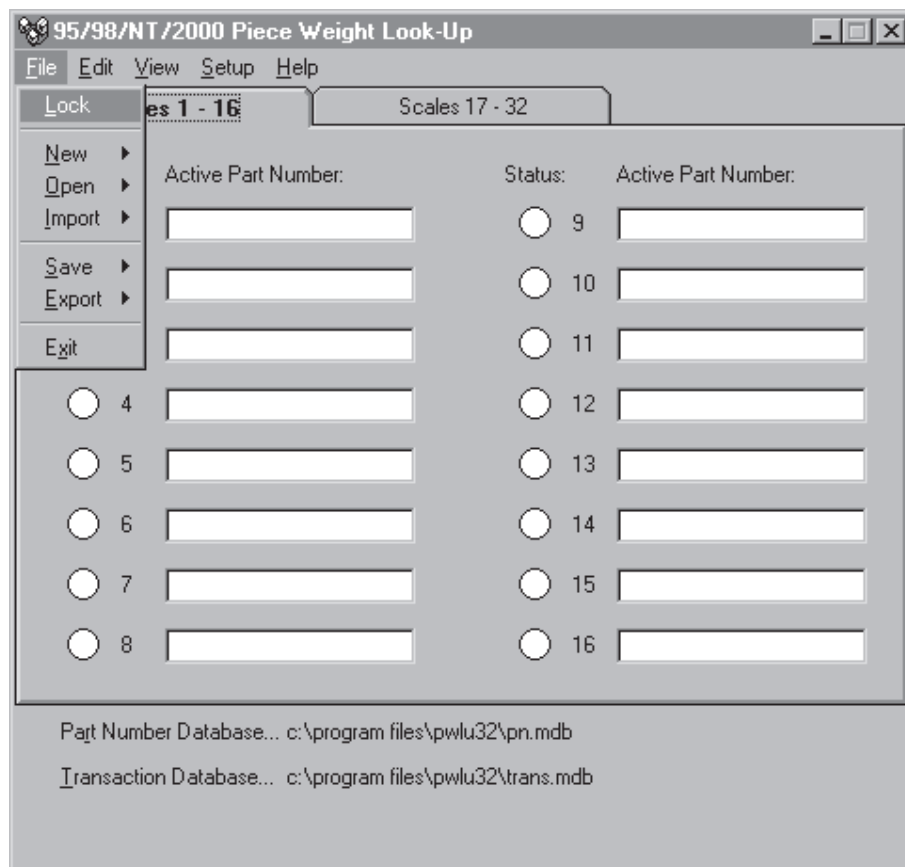 95/98/NT/2000 Piece Weight Look-Up
File Edit View Setup Help
Lock
es 1 - 16
Scales 17 - 32
New
Open
Import
Save
Export
Exit
Active Part Number:
Status:
Active Part Number:
9
10
11
4
12
5
13
6
14
7
15
8
16
Part Number Database... c:\program files\pwlu32\pn.mdb
Transaction Database... c:\program files\pwlu32\trans.mdb